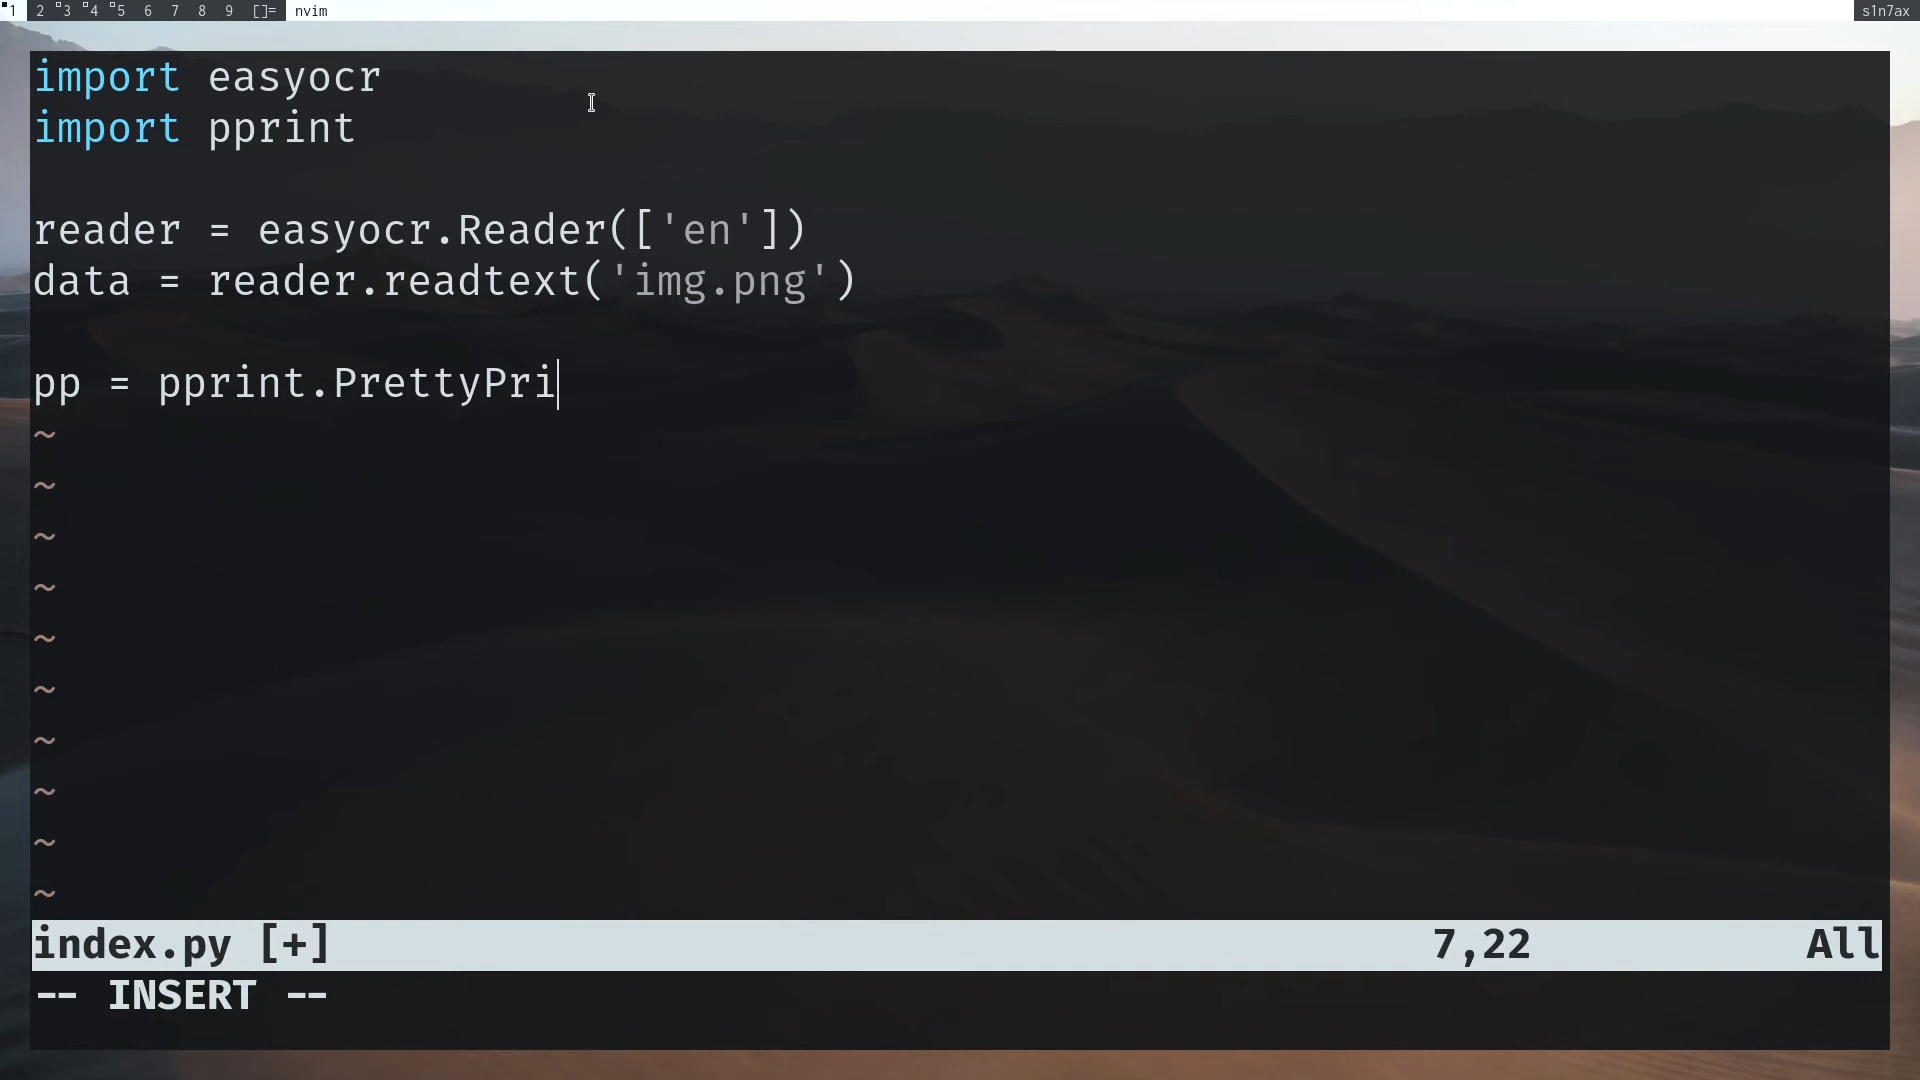 1 2 3 4 5 6 7 8 9 []= nvim s1n7ax
import easyocr
import pprint
reader = easyocr.Reader(['en'])
data = reader.readtext('img.png')
pp = pprint.PrettyPri
~
~
~
~
~
~
~
~
~
~
index.py [+] 7,22 All
-- INSERT --